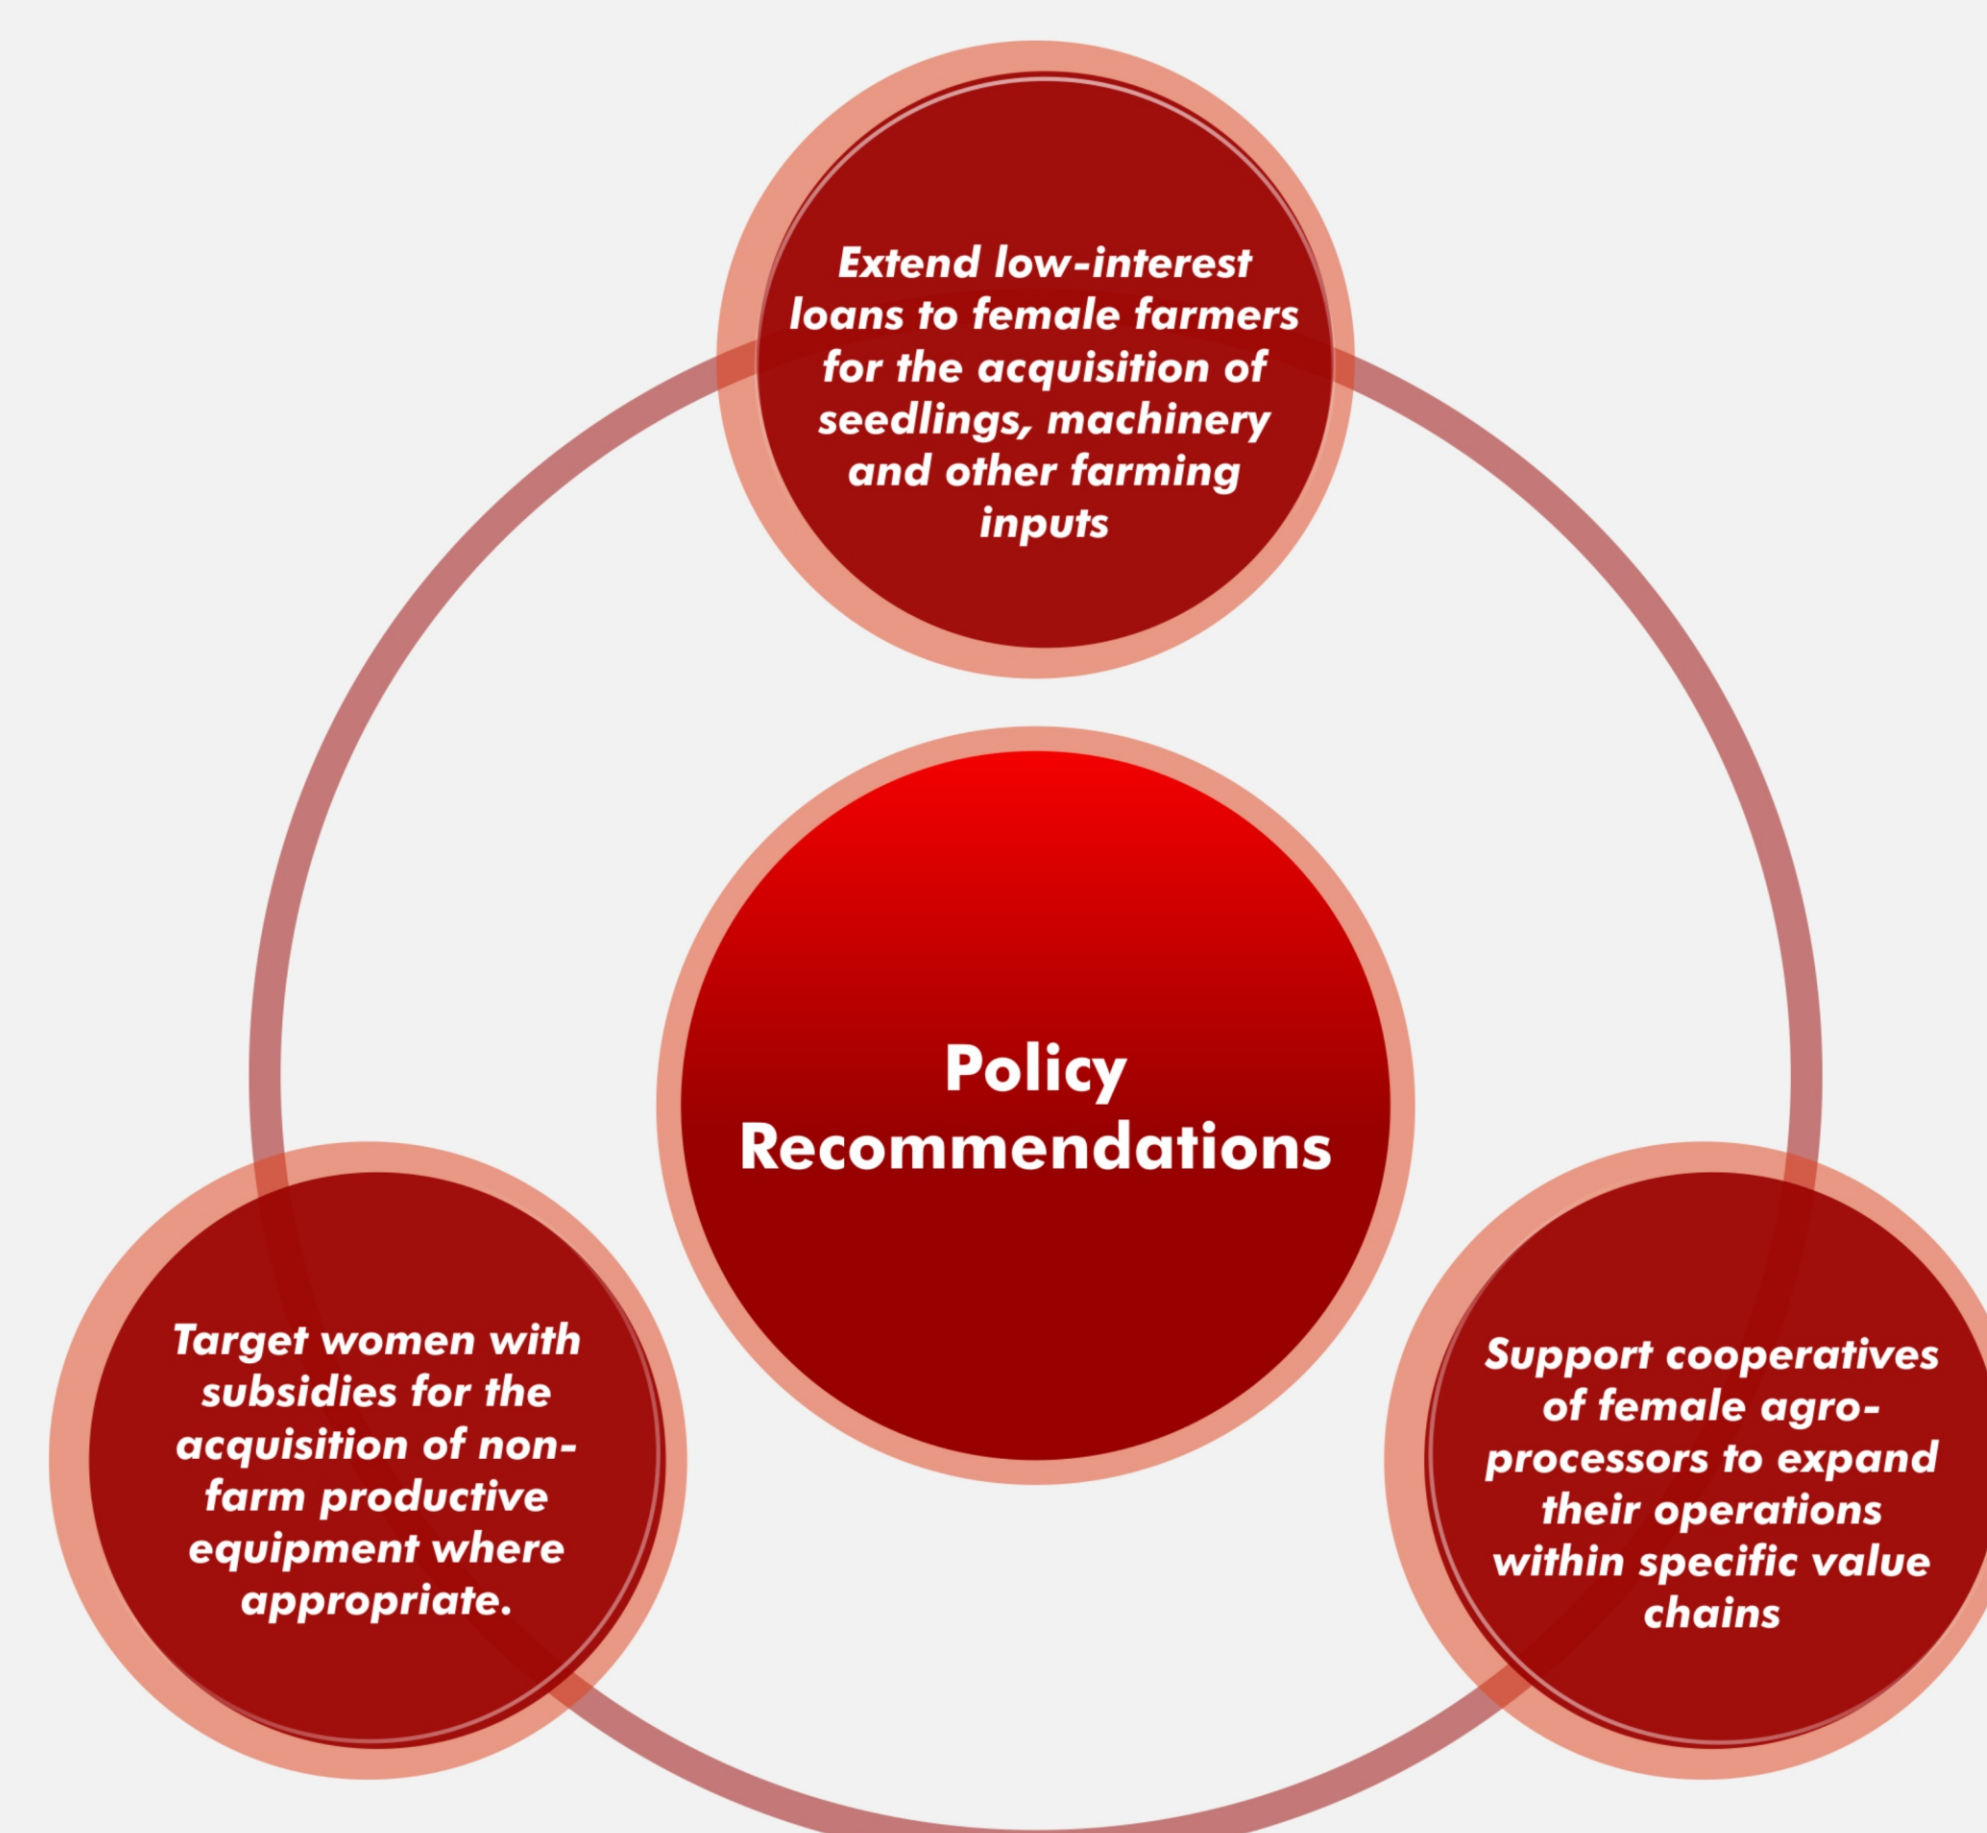 Extend low-interest
loans to female farmers
for the acquisition of
seedlings, machinery
and other farming
inputs
Policy
Recommendations
Target women with
subsidies for the
acquisition of non-
farm productive
equipment where
appropriate.
Support cooperatives
of female agro-
processors to expand
their operations
within specific value
chains